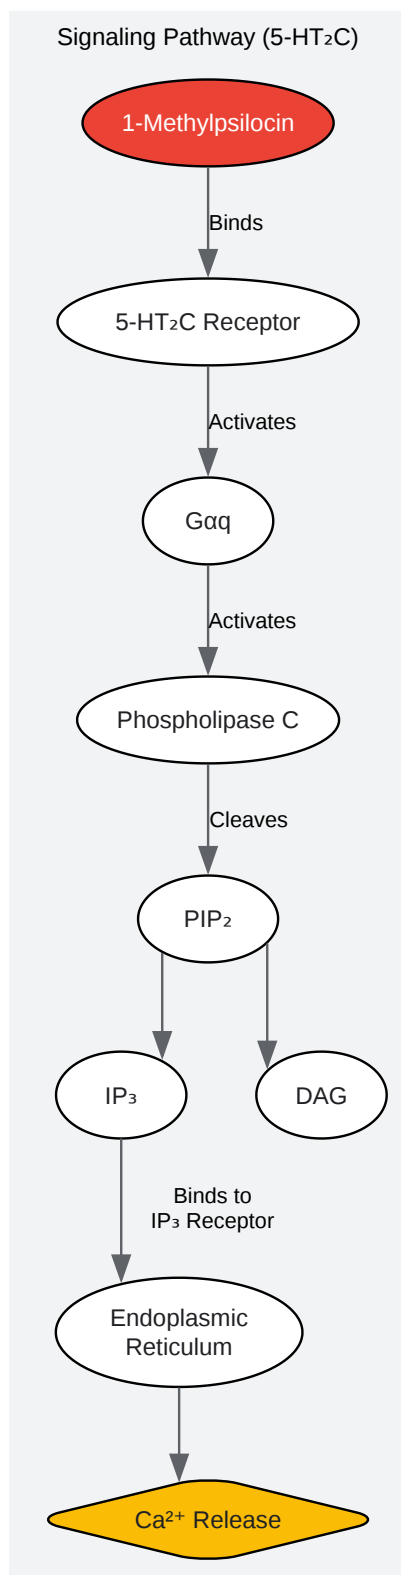 Signaling Pathway (5-HT₂C)
1-Methylpsilocin
Binds
5-HT₂C Receptor
Activates
Gαq
Activates
Phospholipase C
Cleaves
PIP₂
IP₃
DAG
Binds to
IP₃ Receptor
Endoplasmic
Reticulum
Ca²⁺ Release